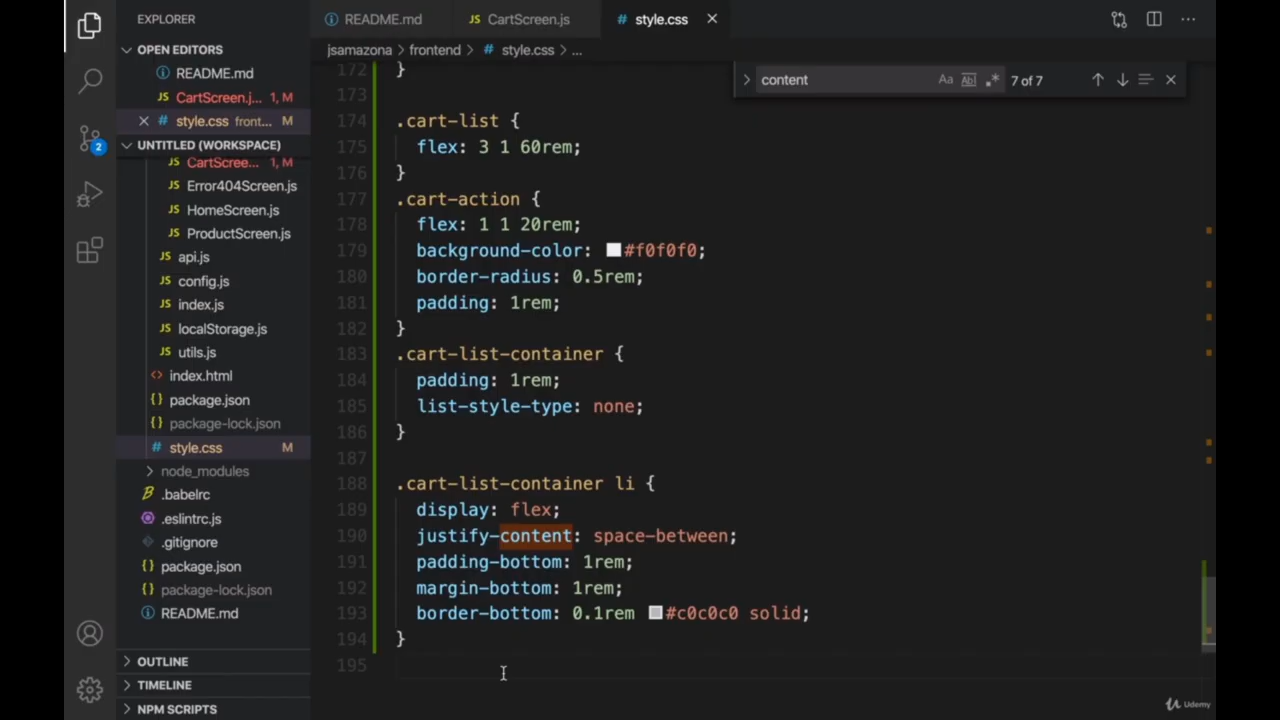 EXPLORER
README.md
CartScreen.js
style.css
OPEN EDITORS
README.md
CartScreen.j... 1, M
style.css front... M
UNTITLED (WORKSPACE)
CartScree... 1, M
Error404Screen.js
HomeScreen.js
ProductScreen.js
api.js
config.js
index.js
localStorage.js
utils.js
index.html
package.json
package-lock.json
style.css M
node_modules
.babelrc
.eslintrc.js
.gitignore
package.json
package-lock.json
README.md
OUTLINE
TIMELINE
NPM SCRIPTS
2
jsamazona > frontend > # style.css > ...
content
Aa
Abl
7 of 7
172 }
173
174 .cart-list {
175 flex: 3 1 60rem;
176 }
177 .cart-action {
178 flex: 1 1 20rem;
179 background-color: #f0f0f0;
180 border-radius: 0.5rem;
181 padding: 1rem;
182 }
183 .cart-list-container {
184 padding: 1rem;
185 list-style-type: none;
186 }
187
188 .cart-list-container li {
189 display: flex;
190 justify-content: space-between;
191 padding-bottom: 1rem;
192 margin-bottom: 1rem;
193 border-bottom: 0.1rem #c0c0c0 solid;
194 }
195
Udemy